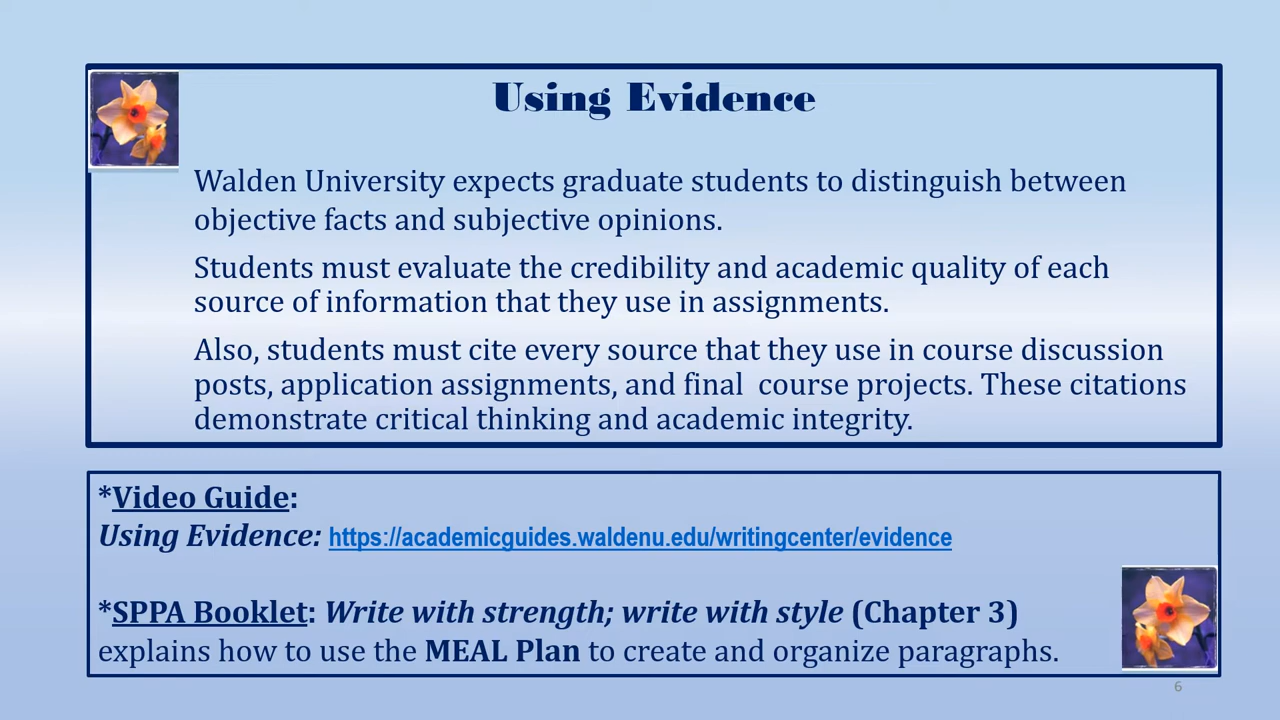 Using Evidence
Walden University expects graduate students to distinguish between
objective facts and subjective opinions.
Students must evaluate the credibility and academic quality of each
source of information that they use in assignments.
Also, students must cite every source that they use in course discussion
posts, application assignments, and final  course projects. These citations
demonstrate critical thinking and academic integrity.
*Video Guide:
Using Evidence: https://academicguides.waldenu.edu/writingcenter/evidence
*SPPA Booklet: Write with strength; write with style (Chapter 3)
explains how to use the MEAL Plan to create and organize paragraphs.
6